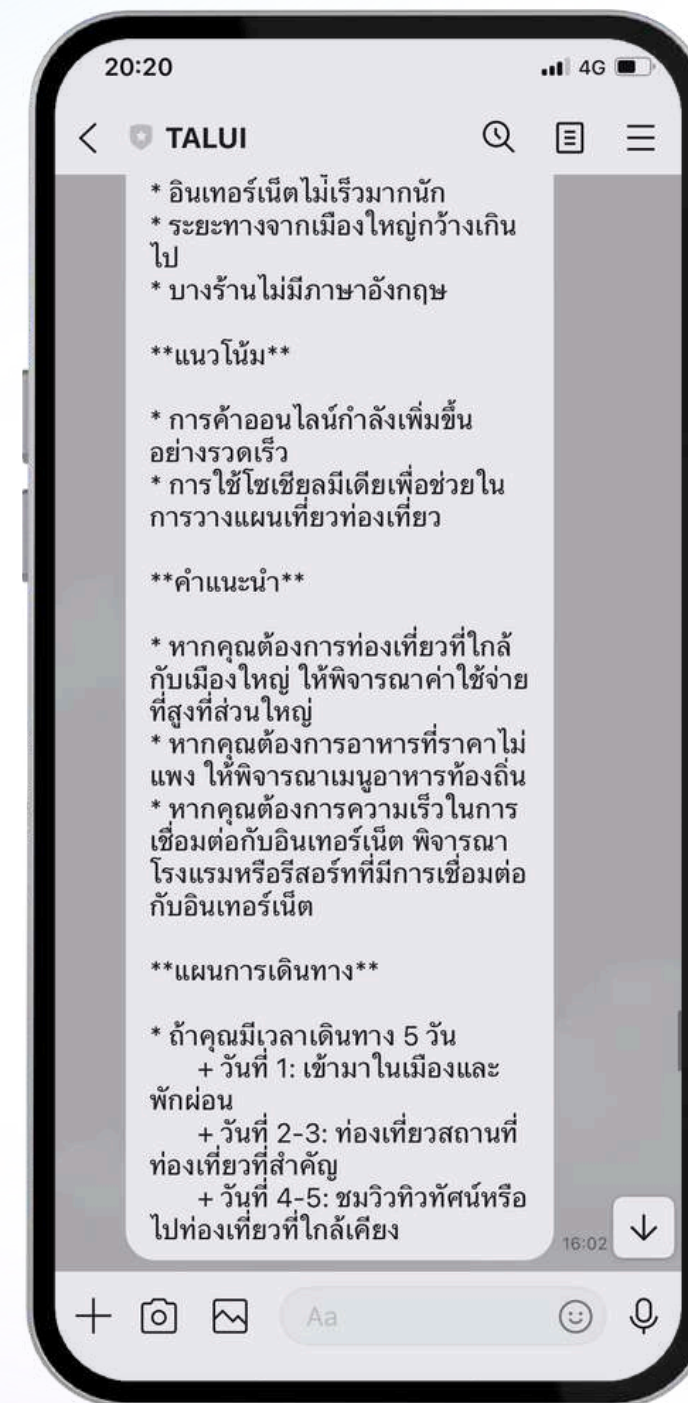 20:20
4G
TALUI
* อินเทอร์เน็ตไม่เร็วมากนัก
* ระยะทางจากเมืองใหญ่กว้างเกิน
ไป
* บางร้านไม่มีภาษาอังกฤษ
**แนวโน้ม**
* การค้าออนไลน์กำลังเพิ่มขึ้น
อย่างรวดเร็ว
* การใช้โซเชียลมีเดียเพื่อช่วยใน
การวางแผนเที่ยวท่องเที่ยว
**คำแนะนำ**
* หากคุณต้องการท่องเที่ยวที่ใกล้
กับเมืองใหญ่ ให้พิจารณาค่าใช้จ่าย
ที่สูงที่ส่วนใหญ่
* หากคุณต้องการอาหารที่ราคาไม่
แพง ให้พิจารณาเมนูอาหารท้องถิ่น
* หากคุณต้องการความเร็วในการ
เชื่อมต่อกับอินเทอร์เน็ต พิจารณา
โรงแรมหรือรีสอร์ทที่มีการเชื่อมต่อ
กับอินเทอร์เน็ต
**แผนการเดินทาง**
* ถ้าคุณมีเวลาเดินทาง 5 วัน
+ วันที่ 1: เข้ามาในเมืองและ
พักผ่อน
+ วันที่ 2-3: ท่องเที่ยวสถานที่
ท่องเที่ยวที่สำคัญ
+ วันที่ 4-5: ชมวิวทิวทัศน์หรือ
ไปท่องเที่ยวที่ใกล้เคียง
16:02
Aa